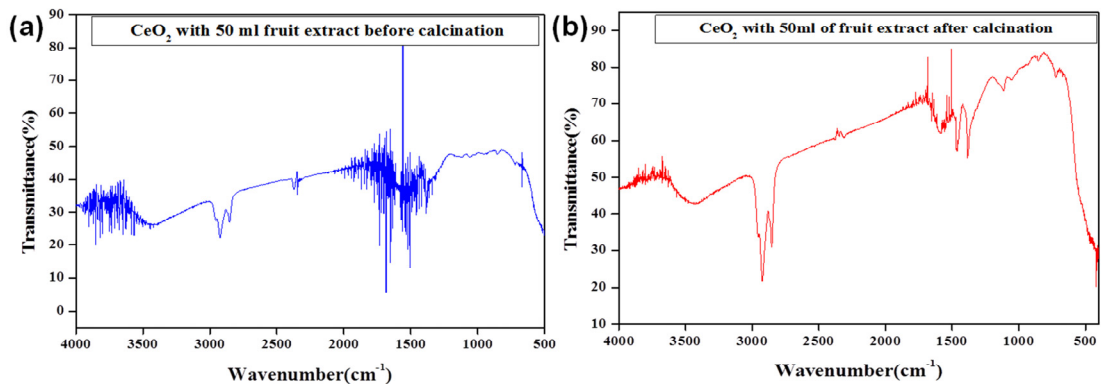 (a)
CeO2 with 50 ml fruit extract before calcination
90
80
70
60
50
40
30
20
10
0
Transmittance(%)
4000 3000 2000 1500 1000 500
Wavenumber(cm-1)
(b)
CeO2 with 50ml of fruit extract after calcination
90
80
70
60
50
40
30
20
10
Transmittance(%)
4000 3500 3000 2500 2000 1500 1000 500
Wavenumber(cm-1)